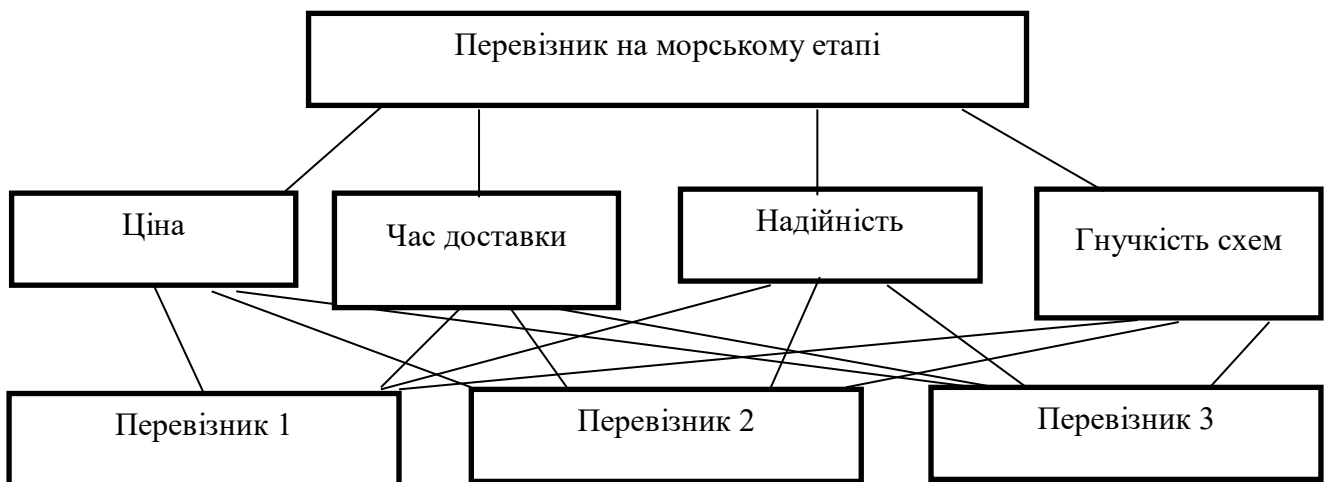 Перевізник на морському етапі
Ціна
Час доставки
Надійність
Гнучкість схем
Перевізник 1
Перевізник 2
Перевізник 3